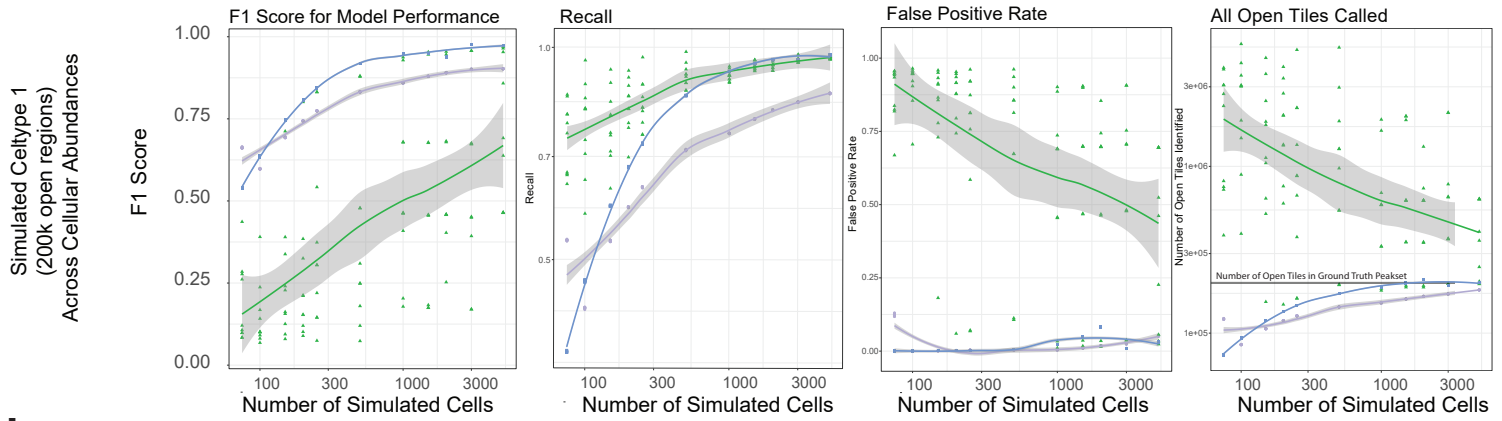 Simulated Celtype 1
(200k open regions)
Across Cellular Abundances
F1 Score for Model Performance
F1 Score
1.00
0.75
0.50
0.25
0.00
100
300
1000
3000
Number of Simulated Cells
Recall
Recall
1.0
0.7
0.5
100
300
1000
3000
Number of Simulated Cells
False Positive Rate
False Positive Rate
1.00
0.75
0.50
0.25
0.00
100
300
1000
3000
Number of Simulated Cells
All Open Tiles Called
Number of Open Tiles Identified
3e+06
1e+06
3e+05
1e+05
Number of Open Tiles in Ground Truth Peakset
100
1000
3000
Number of Simulated Cells